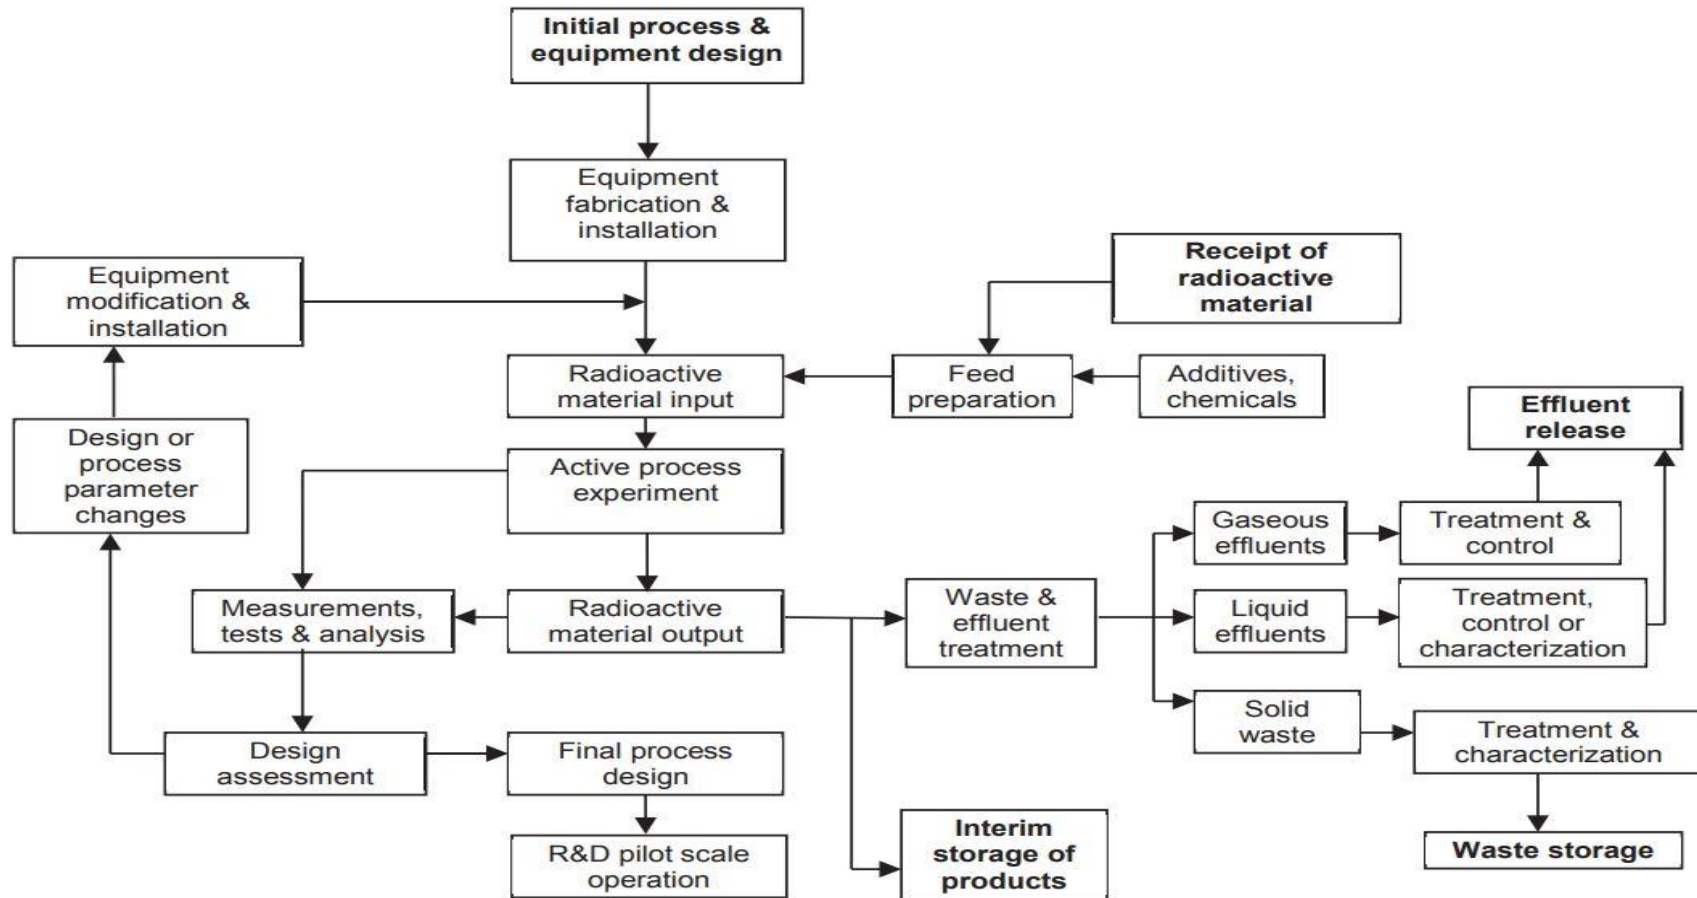 Initial process &
equipment design
Equipment
fabrication &
installation
Equipment
modification &
installation
Receipt of
radioactive
material
Radioactive
material input
Feed
preparation
Additives,
chemicals
Effluent
release
Design or
process
parameter
changes
Active process
experiment
Gaseous
effluents
Treatment &
control
Measurements,
tests & analysis
Radioactive
material output
Waste &
effluent
treatment
Liquid
effluents
Treatment,
control or
characterization
Solid
waste
Treatment &
characterization
Design
assessment
Final process
design
Interim
storage of
products
Waste storage
R&D pilot scale
operation